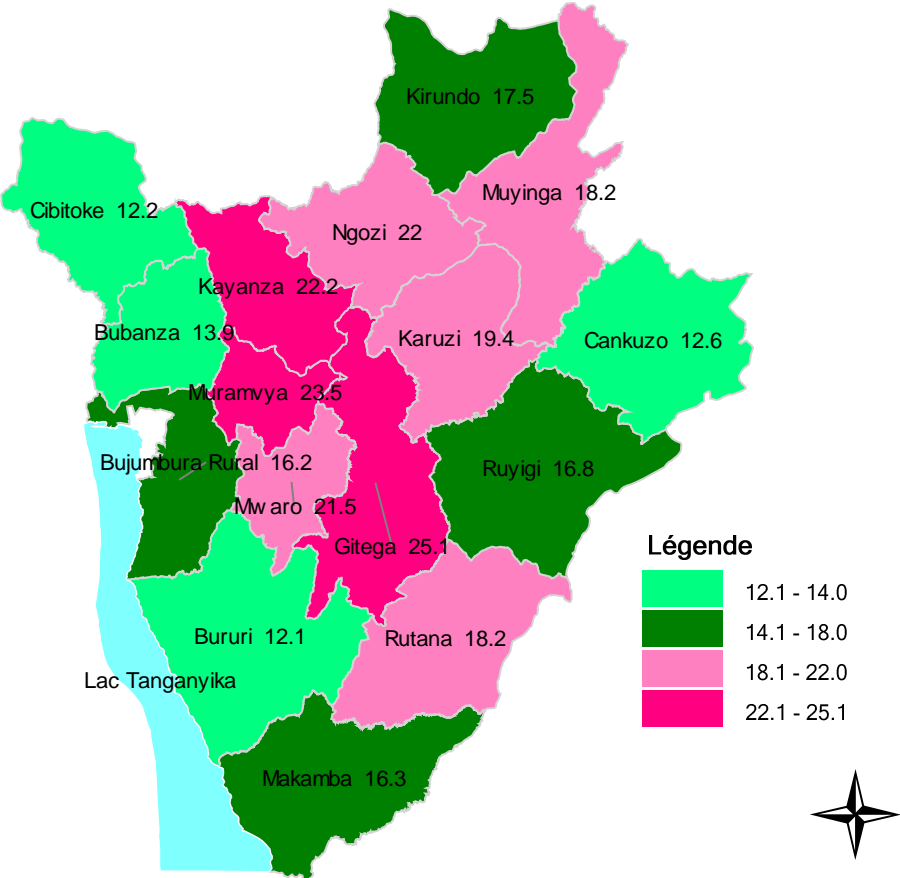 Kirundo 17.5
Muyinga 18.2
Cibitoke 12.2
Ngozi 22
Kayanza 22.2
Bubanza 13.9
Karuzi 19.4
Cankuzo 12.6
Muramvya 23.5
Bujumbura Rural 16.2
Ruyigi 16.8
Mwaro 21.5
Gitega 25.1
Bururi 12.1
Rutana 18.2
Lac Tanganyika
Makamba 16.3
Légende
12.1 - 14.0
14.1 - 18.0
18.1 - 22.0
22.1 - 25.1